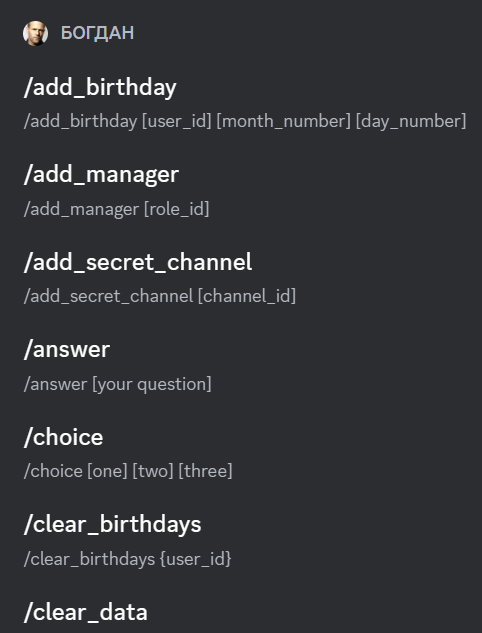 БОГДАН
/add_birthday
/add_birthday [user_id] [month_number] [day_number]
/add_manager
/add_manager [role_id]
/add_secret_channel
/add_secret_channel [channel_id]
/answer
/answer [your question]
/choice
/choice [one] [two] [three]
/clear_birthdays
/clear_birthdays {user_id}
/clear_data